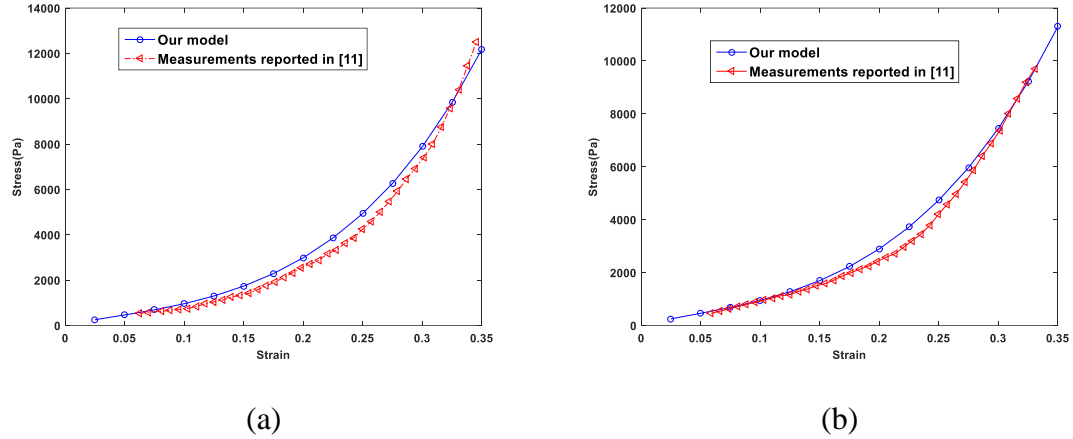 14000
12000
10000
8000
6000
4000
2000
0
Stress(Pa)
Our model
Measurements reported in [11]
0 0.05 0.1 0.15 0.2 0.25 0.3 0.35
Strain
(a)
12000
10000
8000
6000
4000
2000
0
Stress(Pa)
Our model
Measurements reported in [11]
0 0.05 0.1 0.15 0.2 0.25 0.3 0.35
Strain
(b)